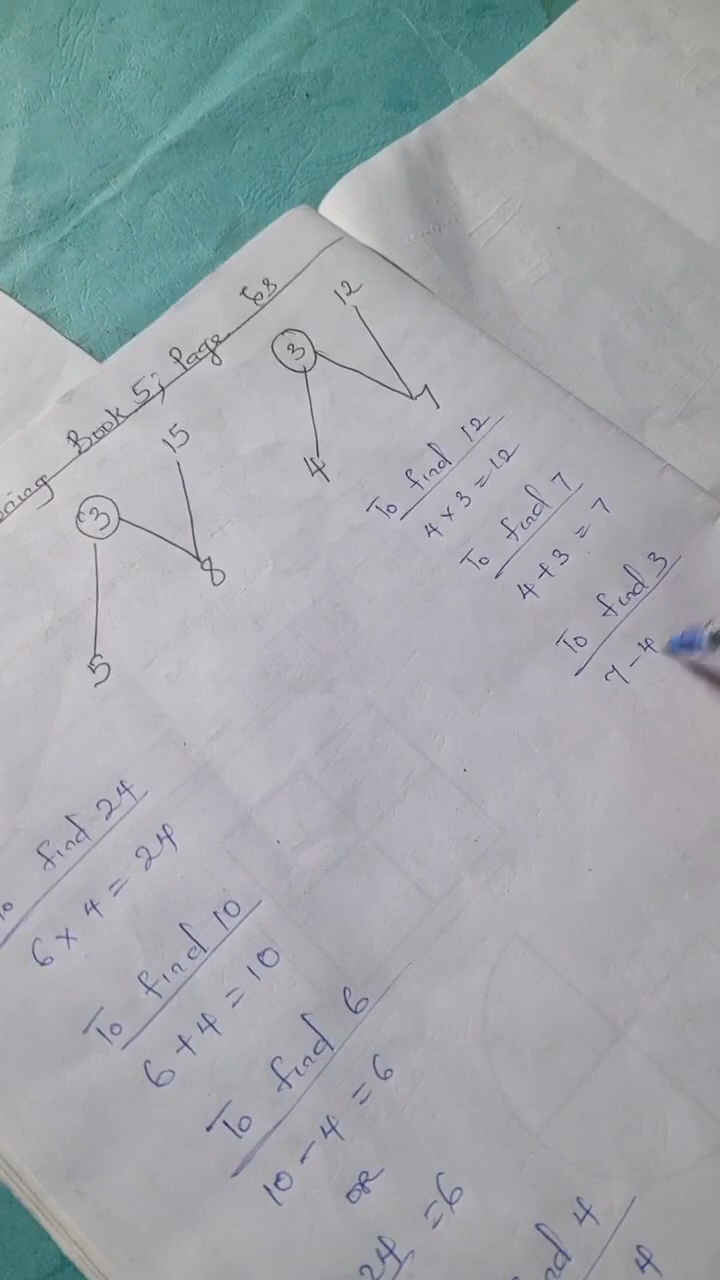 Book 5; Page 68
3
15
8
5
3
12
7
4
To find 12
4 x 3 = 12
To find 7
4 + 3 = 7
To find 3
7 - 4
find 24
6 x 4 = 24
To find 10
6 + 4 = 10
To find 6
10 - 4 = 6
OR
24 = 6
4
4